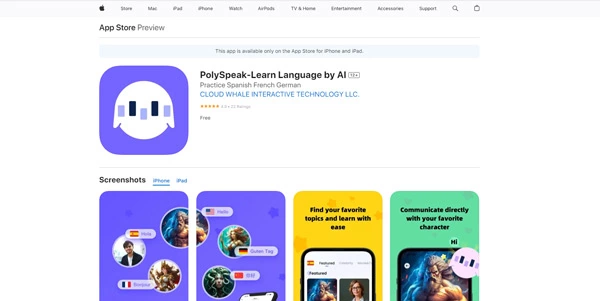 Store Mac iPad iPhone Watch AirPods TV & Home Entertainment Accessories Support
App Store Preview
This app is available only on the App Store for iPhone and iPad.
PolySpeak-Learn Language by AI 12+
Practice Spanish French German
CLOUD WHALE INTERACTIVE TECHNOLOGY LLC.
★★★★★ 4.8 • 22 Ratings
Free
Screenshots iPhone iPad
Hola
Bonjour
Hello
Guten Tag
你好
Find your favorite
topics and learn with
ease
Featured
Featured
Communicate directly
with your favorite
character
Hi